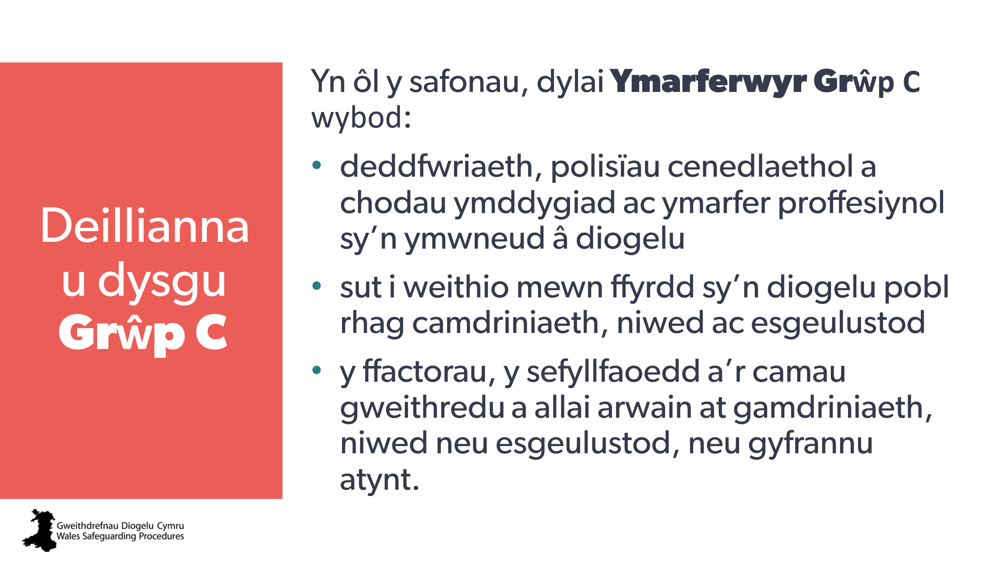 Deillianna
u dysgu
Grŵp C
Yn ôl y safonau, dylai Ymarferwyr Grŵp C
wybod:
• deddfwriaeth, polisïau cenedlaethol a
chodau ymddygiad ac ymarfer proffesiynol
sy’n ymwneud â diogelu
• sut i weithio mewn ffyrdd sy’n diogelu pobl
rhag camdriniaeth, niwed ac esgeulustod
• y ffactorau, y sefyllfaoedd a’r camau
gweithredu a allai arwain at gamdriniaeth,
niwed neu esgeulustod, neu gyfrannu
atynt.
Gweithdrefnau Diogelu Cymru
Wales Safeguarding Procedures